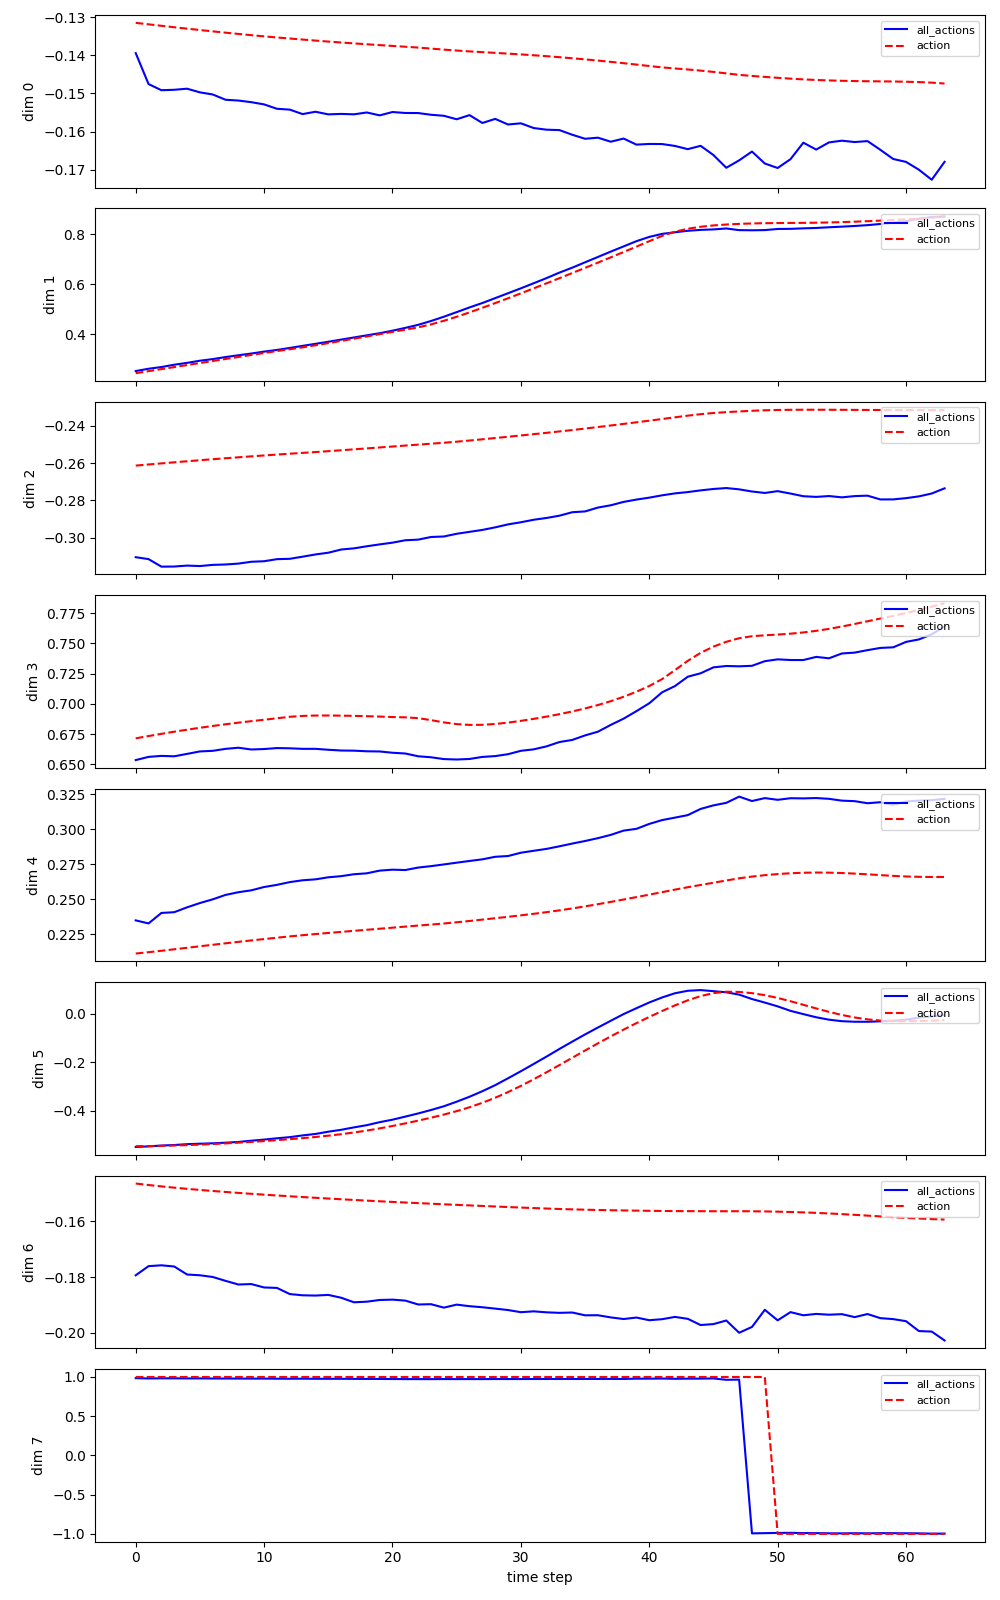 −0.13
−0.14
−0.15
−0.16
−0.17
dim 0
all_actions
action
0.8
0.6
0.4
dim 1
all_actions
action
−0.24
−0.26
−0.28
−0.30
dim 2
all_actions
action
0.775
0.750
0.725
0.700
0.675
0.650
dim 3
all_actions
action
0.325
0.300
0.275
0.250
0.225
dim 4
all_actions
action
0.0
−0.2
−0.4
dim 5
all_actions
action
−0.16
−0.18
−0.20
dim 6
all_actions
action
1.0
0.5
0.0
−0.5
−1.0
dim 7
all_actions
action
0 10 20 30 40 50 60
time step